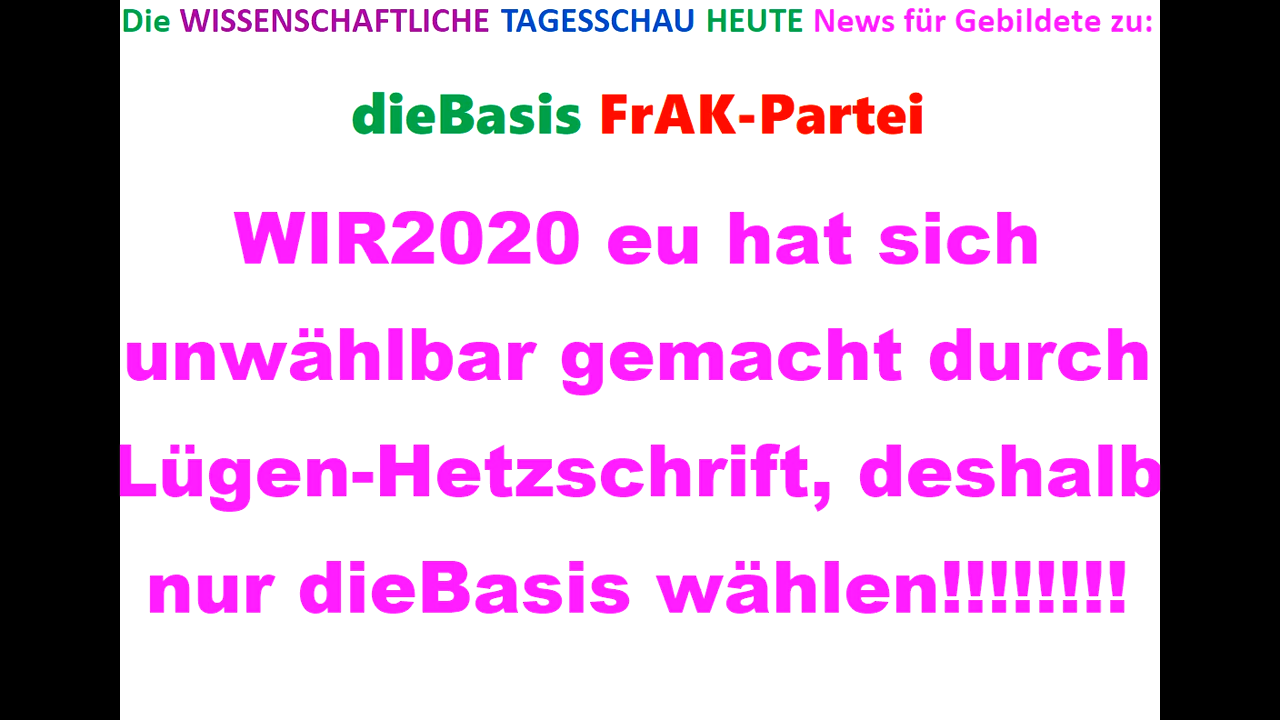 Die WISSENSCHAFTLICHE TAGESSCHAU HEUTE News für Gebildete zu:
dieBasis FrAK-Partei
WIR2020 eu hat sich
unwählbar gemacht durch
Lügen-Hetzschrift, deshalb
nur dieBasis wählen!!!!!!!!